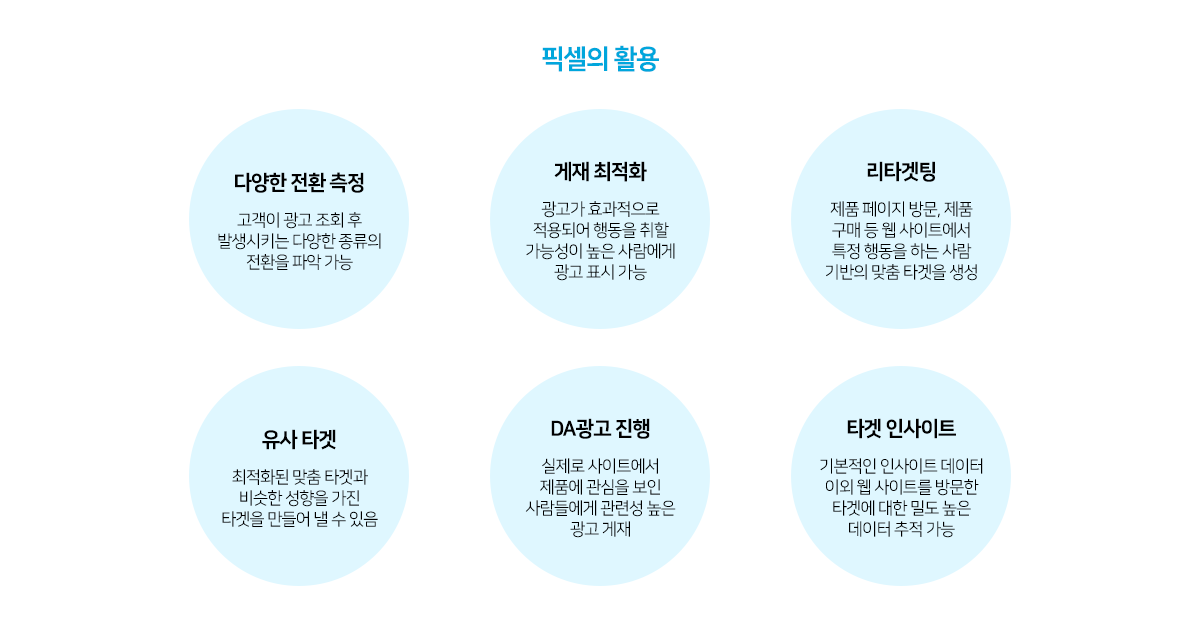 픽셀의 활용
다양한 전환 측정
고객이 광고 조회 후
발생시키는 다양한 종류의
전환을 파악 가능
게재 최적화
광고가 효과적으로
적용되어 행동을 취할
가능성이 높은 사람에게
광고 표시 가능
리타겟팅
제품 페이지 방문, 제품
구매 등 웹 사이트에서
특정 행동을 하는 사람
기반의 맞춤 타겟을 생성
유사 타겟
최적화된 맞춤 타겟과
비슷한 성향을 가진
타겟을 만들어 낼 수 있음
DA광고 진행
실제로 사이트에서
제품에 관심을 보인
사람들에게 관련성 높은
광고 게재
타겟 인사이트
기본적인 인사이트 데이터
이외 웹 사이트를 방문한
타겟에 대한 밀도 높은
데이터 추적 가능